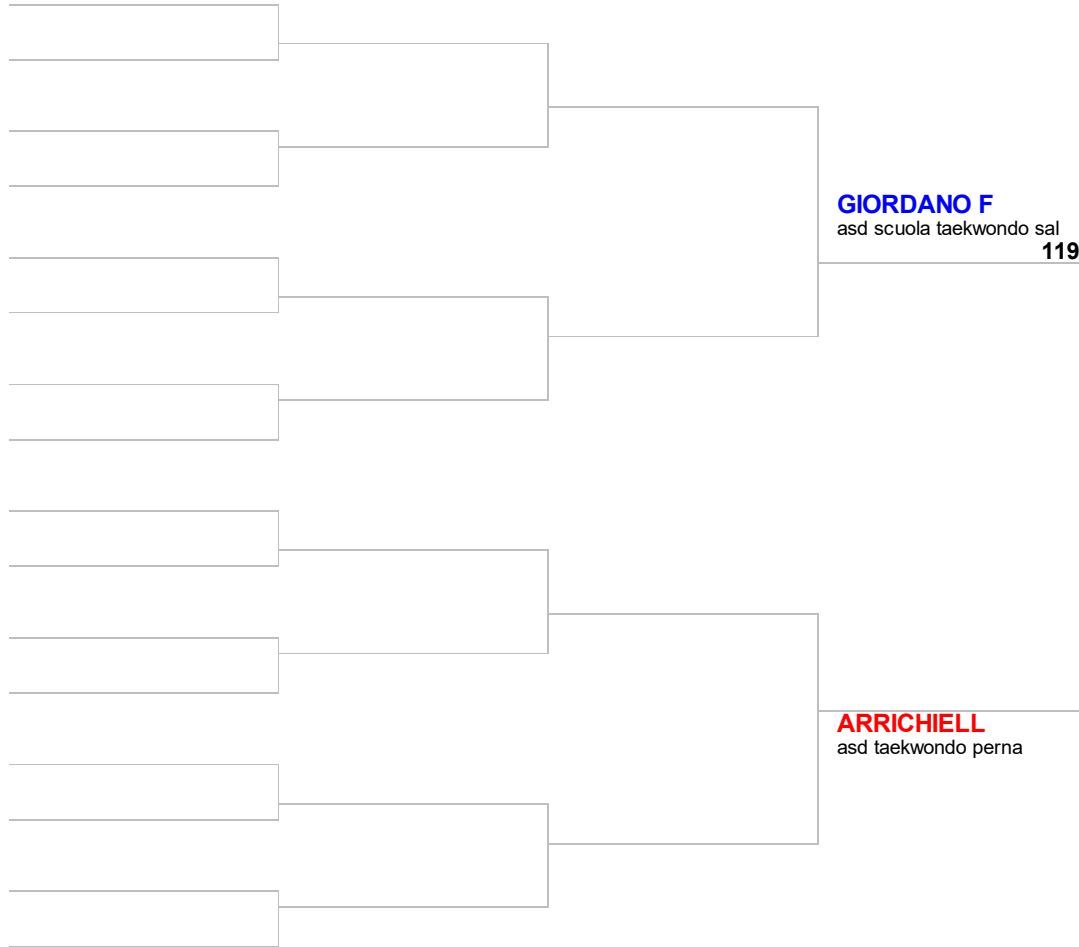 GIORDANO F
asd scuola taekwondo sal
119
ARRICHIELL
asd taekwondo perna